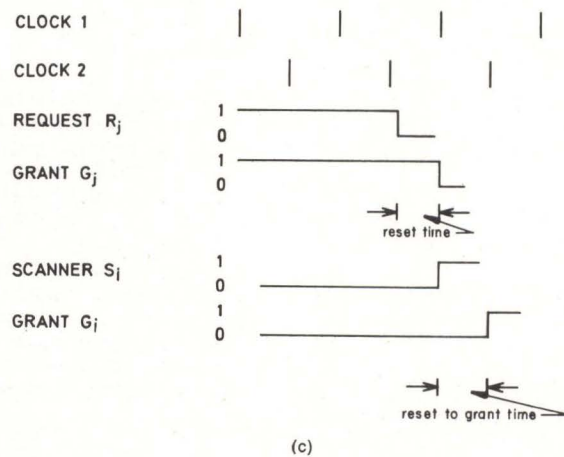 CLOCK 1
CLOCK 2
REQUEST Rj
1
0
GRANT Gj
1
0
reset time
SCANNER Si
1
0
GRANT Gi
1
0
reset to grant time
(c)